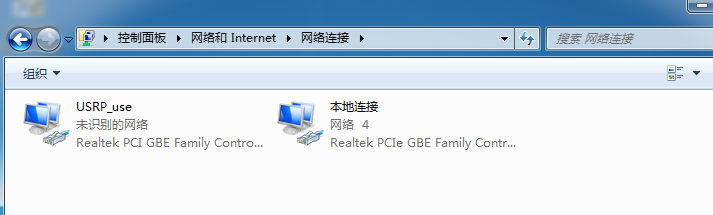 控制面板 ▸ 网络和 Internet ▸ 网络连接 ▸
搜索 网络连接
组织 ▾
USRP_use
未识别的网络
Realtek PCI GBE Family Contro...
本地连接
网络 4
Realtek PCIe GBE Family Contr...